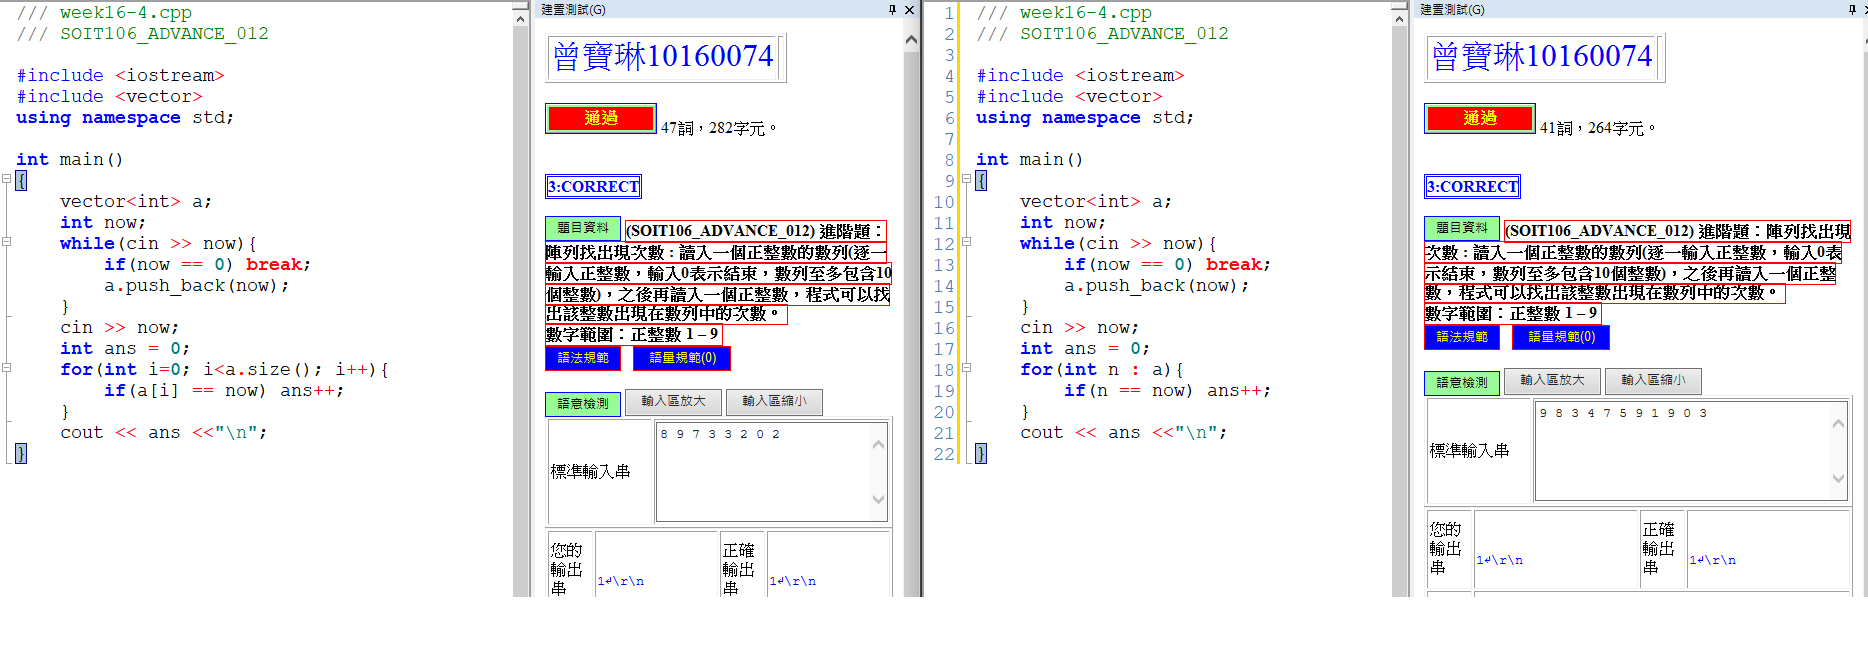 /// week16-4.cpp
/// SOIT106_ADVANCE_012
#include <iostream>
#include <vector>
using namespace std;
int main()
{
    vector<int> a;
    int now;
    while(cin >> now){
        if(now == 0) break;
        a.push_back(now);
    }
    cin >> now;
    int ans = 0;
    for(int i=0; i<a.size(); i++){
        if(a[i] == now) ans++;
    }
    cout << ans <<"\n";
}
建置測試(G)
曾寶琳10160074
通過 47詞，282字元。
3:CORRECT
題目資料 (SOIT106_ADVANCE_012) 進階題：
陣列找出現次數 : 讀入一個正整數的數列(逐一
輸入正整數，輸入0表示結束，數列至多包含10
個整數)，之後再讀入一個正整數，程式可以找
出該整數出現在數列中的次數。
數字範圍：正整數 1 – 9
語法規範 語量規範(0)
語意檢測 輸入區放大 輸入區縮小
標準輸入串
8 9 7 3 3 2 0 2
您的
輸出
串
1↵\r\n
正確
輸出
串
1↵\r\n
1 /// week16-4.cpp
2 /// SOIT106_ADVANCE_012
3
4 #include <iostream>
5 #include <vector>
6 using namespace std;
7
8 int main()
9 {
10     vector<int> a;
11     int now;
12     while(cin >> now){
13         if(now == 0) break;
14         a.push_back(now);
15     }
16     cin >> now;
17     int ans = 0;
18     for(int n : a){
19         if(n == now) ans++;
20     }
21     cout << ans <<"\n";
22 }
建置測試(G)
曾寶琳10160074
通過 41詞，264字元。
3:CORRECT
題目資料 (SOIT106_ADVANCE_012) 進階題：陣列找出現
次數 : 讀入一個正整數的數列(逐一輸入正整數，輸入0表
示結束，數列至多包含10個整數)，之後再讀入一個正整
數，程式可以找出該整數出現在數列中的次數。
數字範圍：正整數 1 – 9
語法規範 語量規範(0)
語意檢測 輸入區放大 輸入區縮小
標準輸入串
9 8 3 4 7 5 9 1 9 0 3
您的
輸出
串
1↵\r\n
正確
輸出
串
1↵\r\n